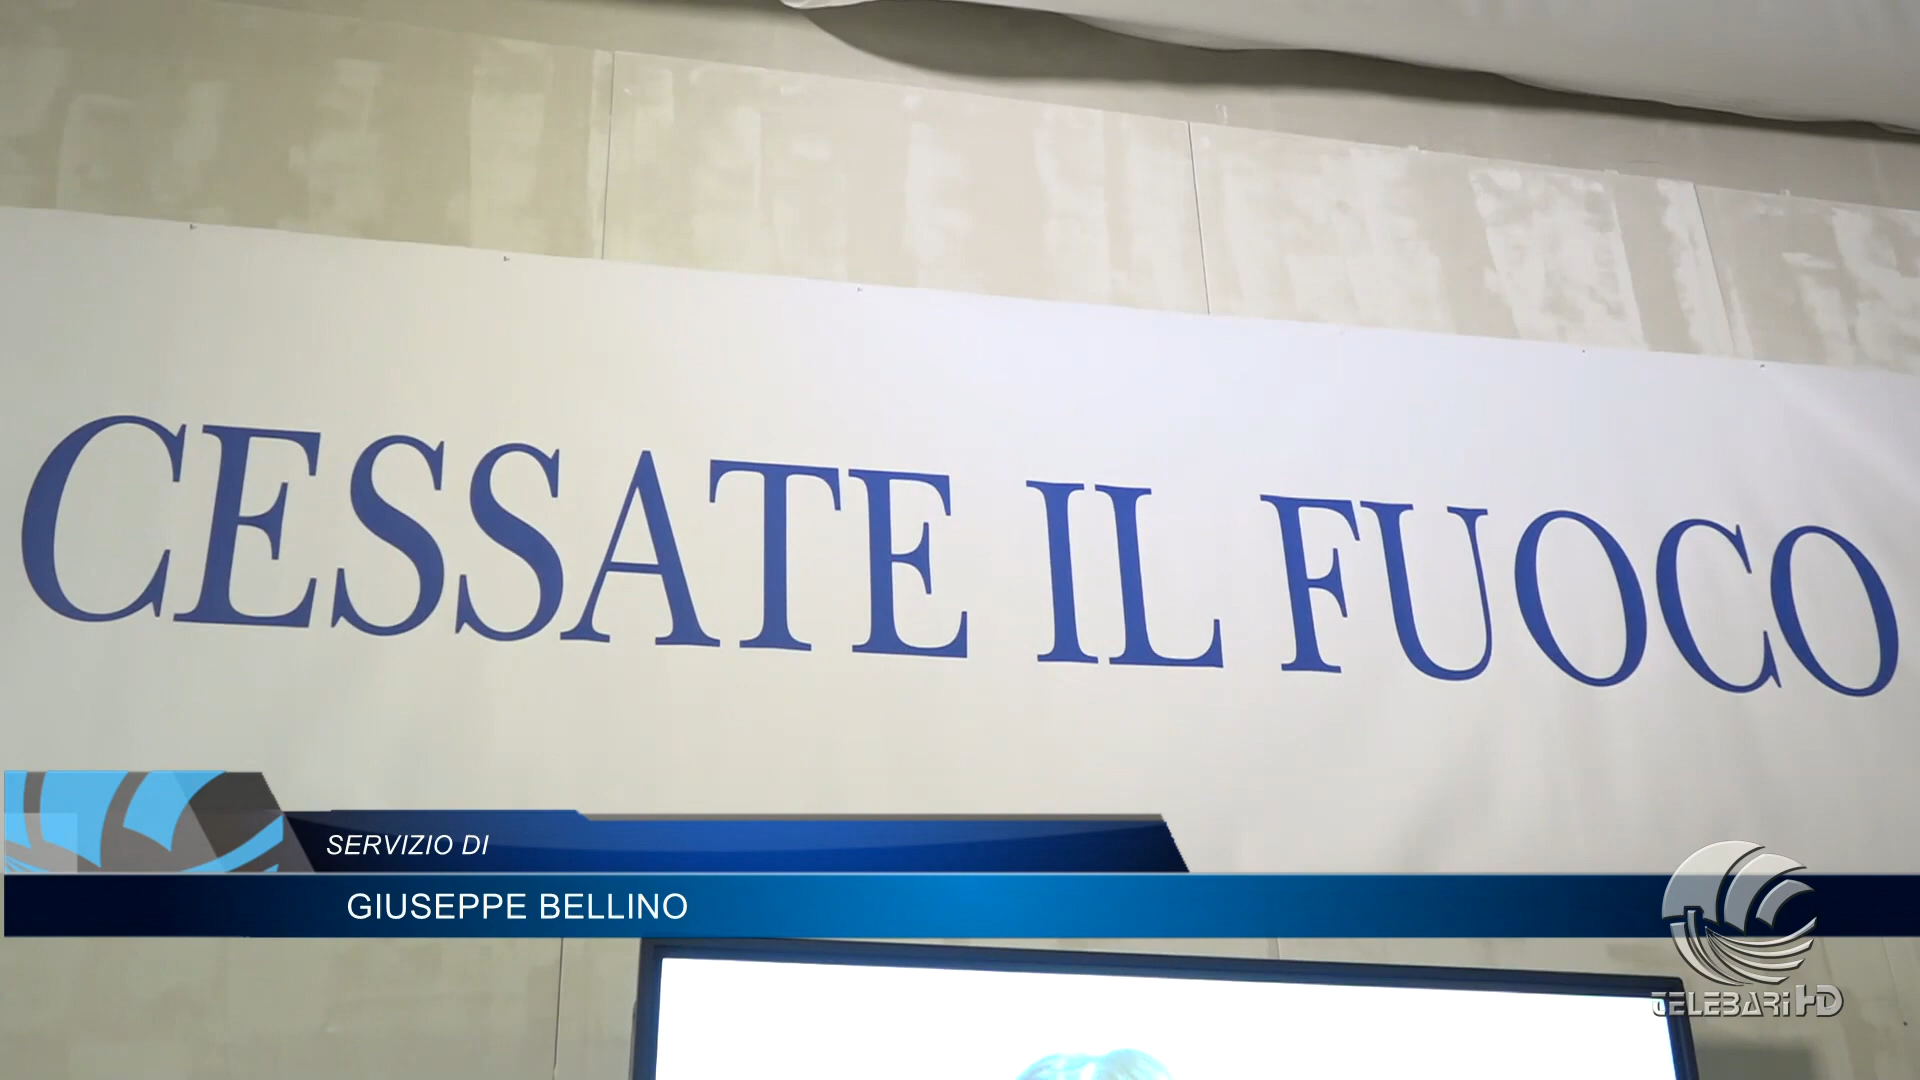 CESSATE IL FUOCO
SERVIZIO DI
GIUSEPPE BELLINO
TELEBARI HD